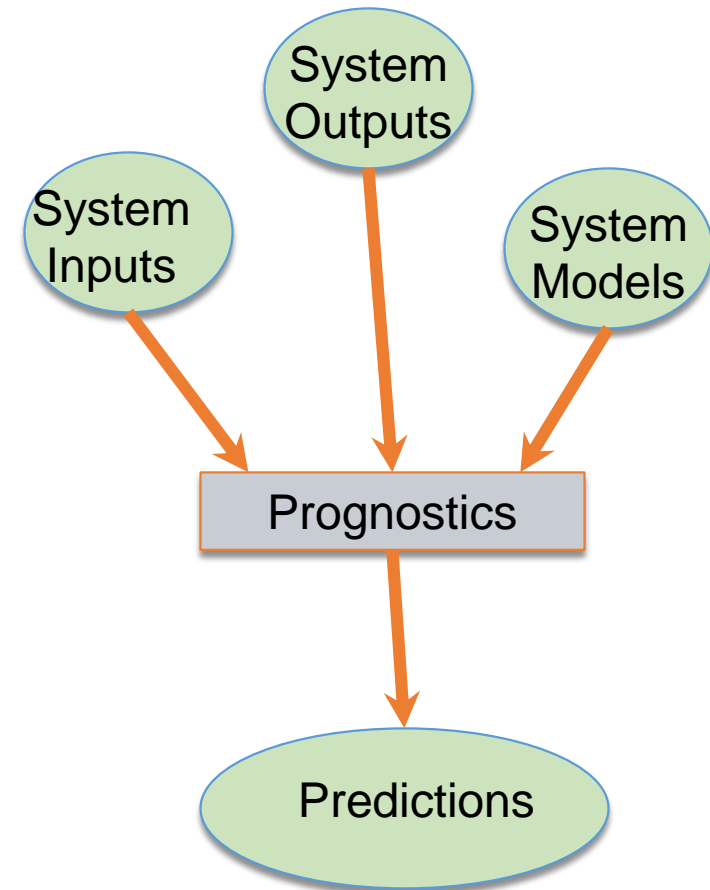 System
Outputs
System
Inputs
System
Models
Prognostics
Predictions